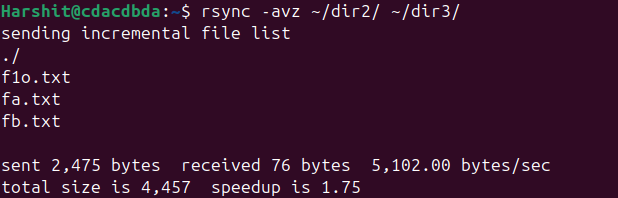 Harshit@cdacdbda:~$ rsync -avz ~/dir2/ ~/dir3/
sending incremental file list
./
f1o.txt
fa.txt
fb.txt
sent 2,475 bytes  received 76 bytes  5,102.00 bytes/sec
total size is 4,457  speedup is 1.75